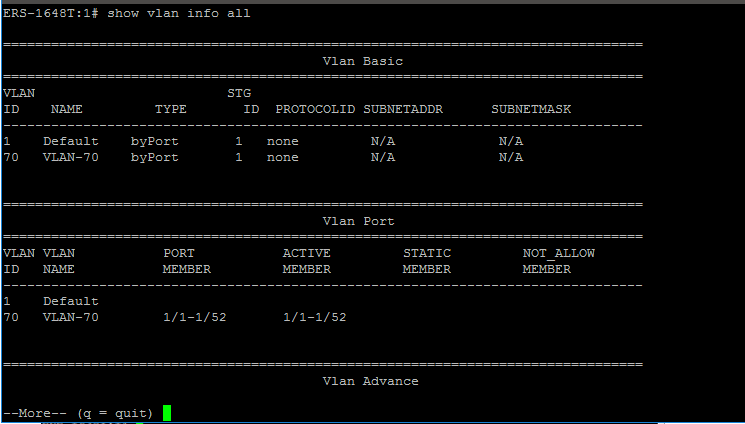 ERS-1648T:1# show vlan info all
================================================================================
Vlan Basic
================================================================================
VLAN STG
ID NAME TYPE ID PROTOCOLID SUBNETADDR SUBNETMASK
--------------------------------------------------------------------------------
1 Default byPort 1 none N/A N/A
70 VLAN-70 byPort 1 none N/A N/A
================================================================================
Vlan Port
================================================================================
VLAN VLAN PORT ACTIVE STATIC NOT_ALLOW
ID NAME MEMBER MEMBER MEMBER MEMBER
--------------------------------------------------------------------------------
1 Default
70 VLAN-70 1/1-1/52 1/1-1/52
================================================================================
Vlan Advance
--More-- (q = quit)